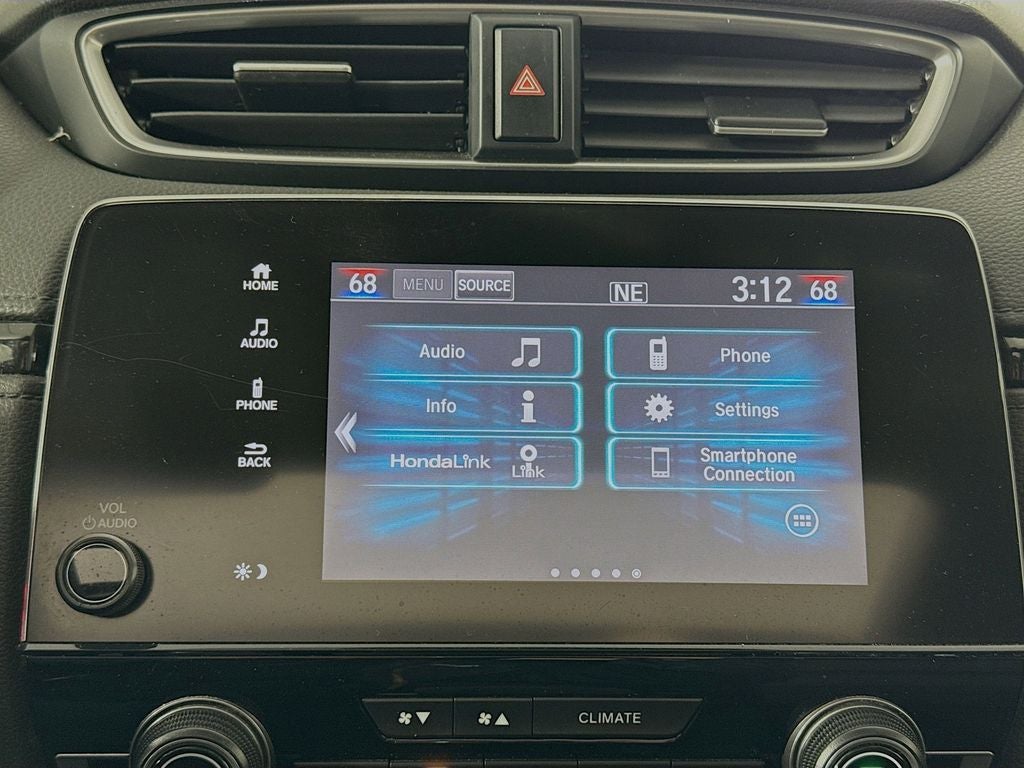 HOME
AUDIO
PHONE
BACK
VOL
AUDIO
68 MENU SOURCE NE 3:12 68
Audio
Phone
Info
Settings
HondaLink
Link
Smartphone
Connection
CLIMATE